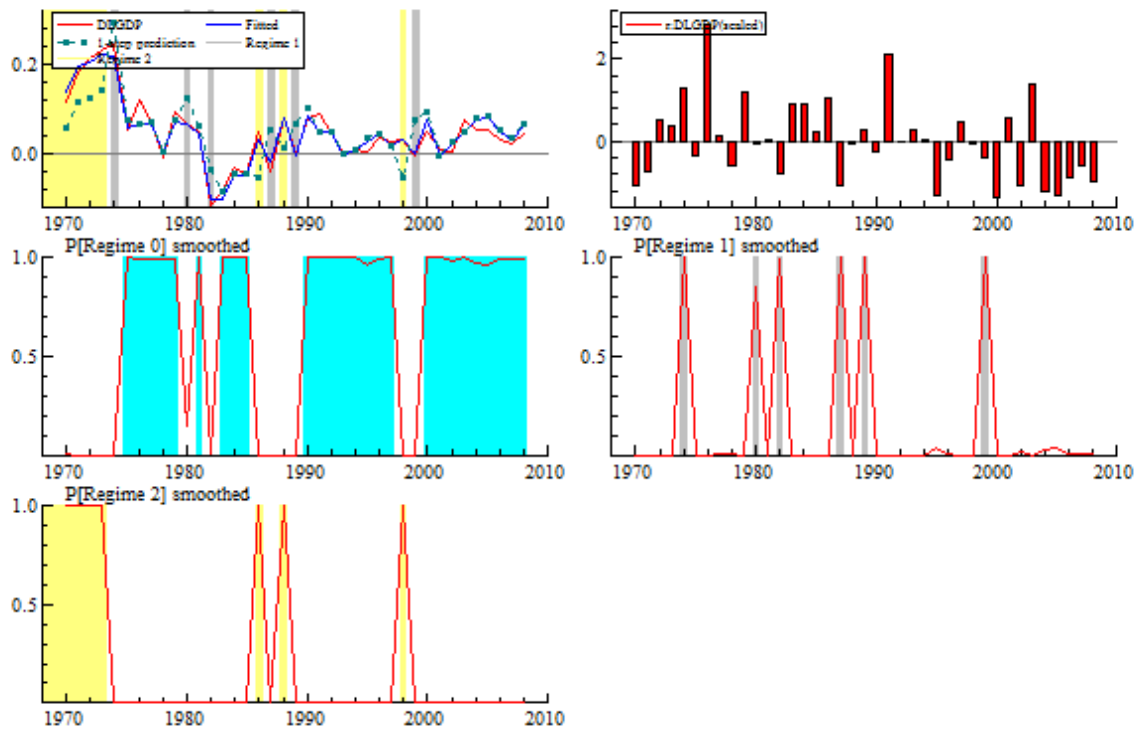 DLGDP Fitted
1-step prediction Regime 1
Regime 2
0.2
0.0
1970 1980 1990 2000 2010
r:DLGDP(scaled)
2
0
1970 1980 1990 2000 2010
P[Regime 0] smoothed
1.0
0.5
1970 1980 1990 2000 2010
P[Regime 1] smoothed
1.0
0.5
1970 1980 1990 2000 2010
P[Regime 2] smoothed
1.0
0.5
1970 1980 1990 2000 2010